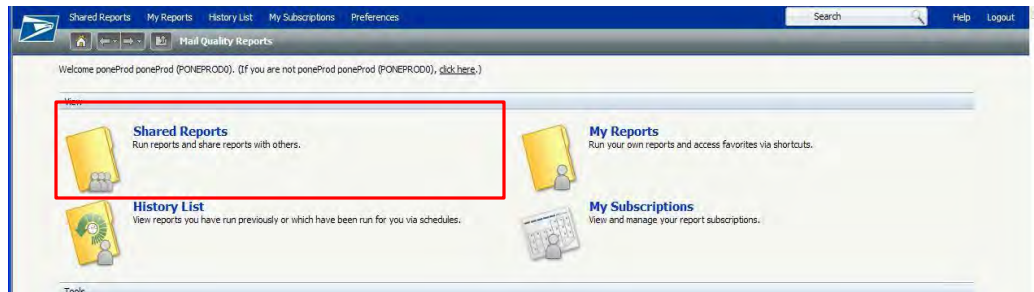 Shared Reports My Reports History List My Subscriptions Preferences Search Help Logout
Mail Quality Reports
Welcome poneProd poneProd (PONEPROD0). (If you are not poneProd poneProd (PONEPROD0), click here.)
View
Shared Reports
Run reports and share reports with others.
My Reports
Run your own reports and access favorites via shortcuts.
History List
View reports you have run previously or which have been run for you via schedules.
My Subscriptions
View and manage your report subscriptions.
Tools